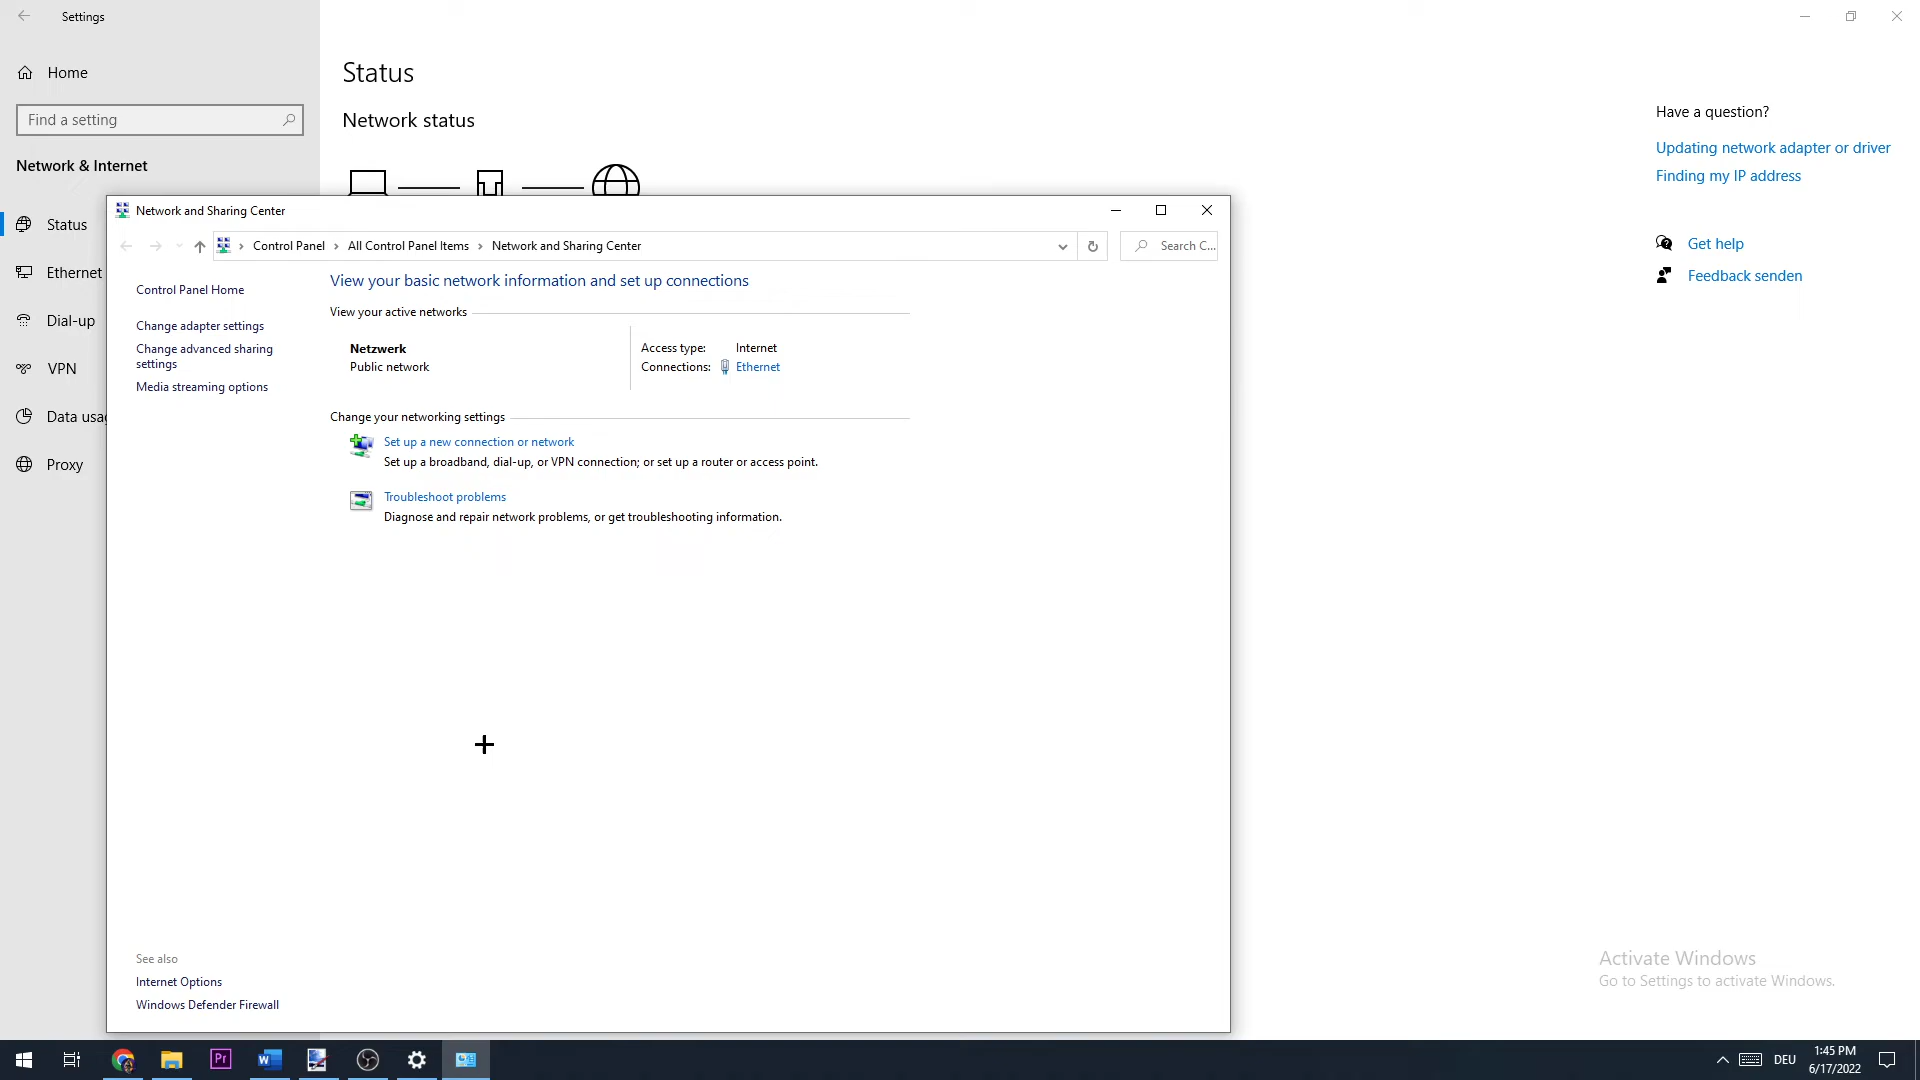 Settings
Home
Find a setting
Network & Internet
Status
Ethernet
Dial-up
VPN
Data usag
Proxy
Status
Network status
Have a question?
Updating network adapter or driver
Finding my IP address
Get help
Feedback senden
Network and Sharing Center
Control Panel › All Control Panel Items › Network and Sharing Center
Search C...
Control Panel Home
Change adapter settings
Change advanced sharing
settings
Media streaming options
View your basic network information and set up connections
View your active networks
Netzwerk
Public network
Access type: Internet
Connections: Ethernet
Change your networking settings
Set up a new connection or network
Set up a broadband, dial-up, or VPN connection; or set up a router or access point.
Troubleshoot problems
Diagnose and repair network problems, or get troubleshooting information.
See also
Internet Options
Windows Defender Firewall
Activate Windows
Go to Settings to activate Windows.
Pr
W
DEU
1:45 PM
6/17/2022